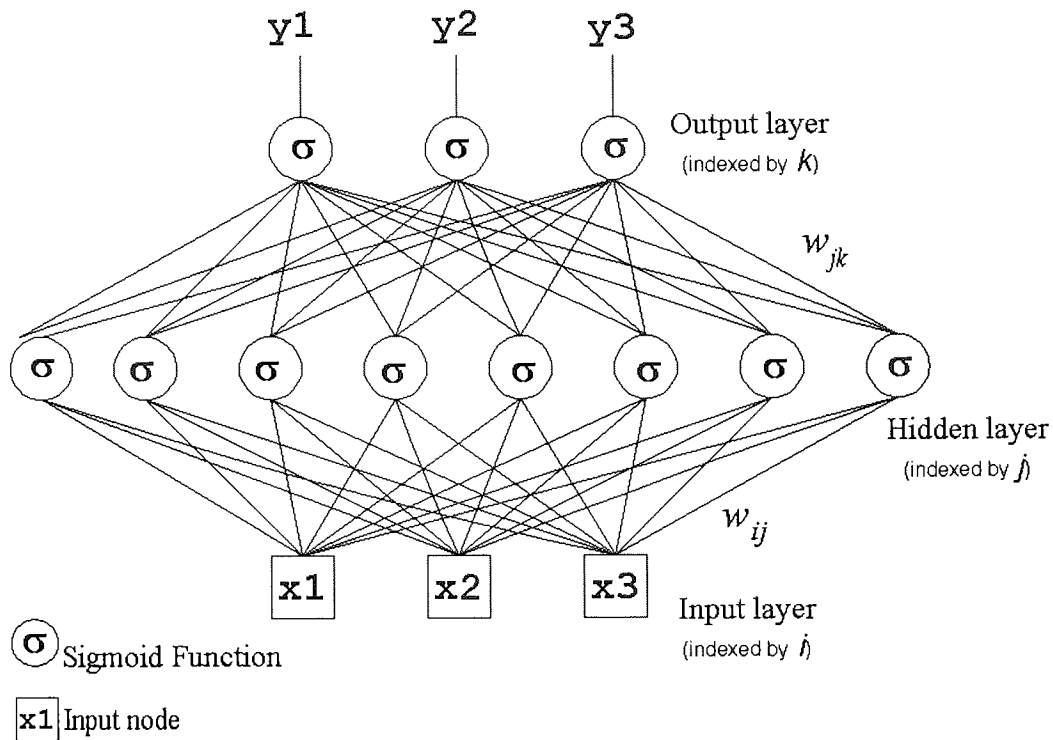 y1 y2 y3
σ σ σ
Output layer
(indexed by k)
w_jk
σ σ σ σ σ σ σ σ
Hidden layer
(indexed by j)
w_ij
x1 x2 x3
Input layer
(indexed by i)
σ Sigmoid Function
x1 Input node